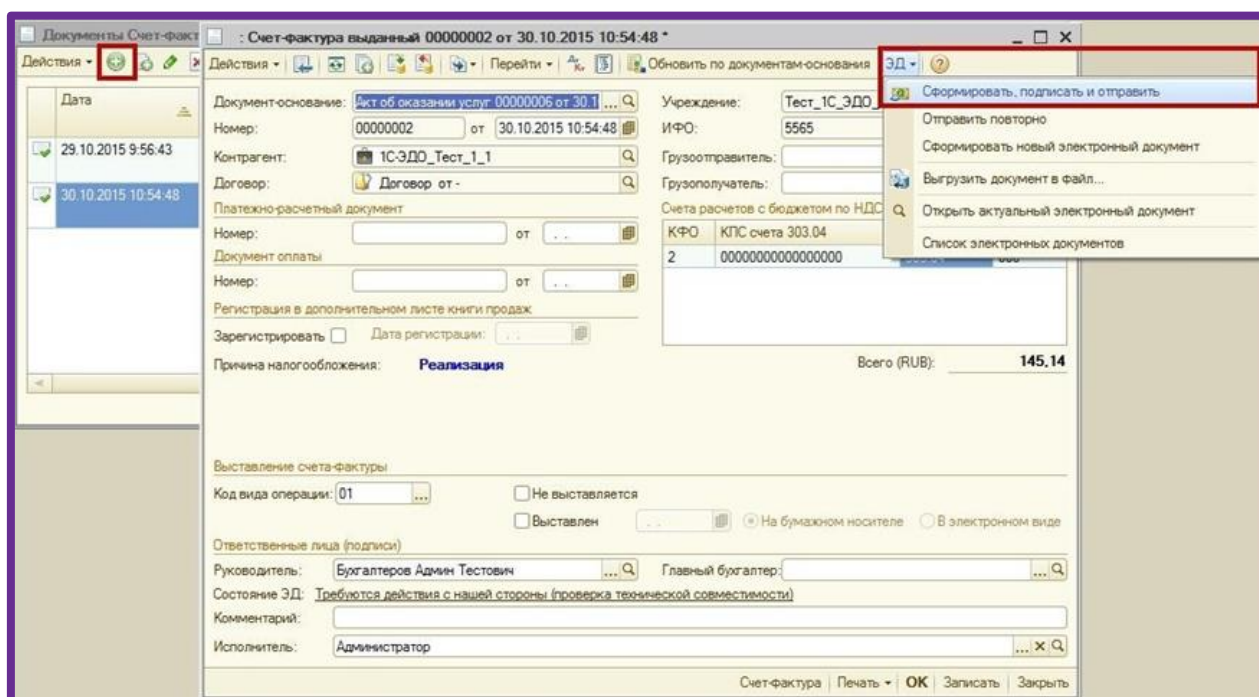 Документы Счет-факт
: Счет-фактура выданный 00000002 от 30.10.2015 10:54:48 *
Действия
Действия Перейти Обновить по документам-основания ЭД
Дата
29.10.2015 9:56:43
30.10.2015 10:54:48
Документ-основание: Акт об оказании услуг 00000006 от 30.1 ...
Номер: 00000002 от 30.10.2015 10:54:48
Контрагент: 1С-ЭДО_Тест_1_1
Договор: Договор от -
Платежно-расчетный документ
Номер: от . .
Документ оплаты
Номер: от . .
Регистрация в дополнительном листе книги продаж
Зарегистрировать Дата регистрации: . .
Причина налогообложения: Реализация
Учреждение: Тест_1С_ЭДО_
ИФО: 5565
Грузоотправитель:
Грузополучатель:
Счета расчетов с бюджетом по НДС
КФО КПС счета 303.04
2 00000000000000000
Всего (RUB): 145,14
Сформировать, подписать и отправить
Отправить повторно
Сформировать новый электронный документ
Выгрузить документ в файл...
Открыть актуальный электронный документ
Список электронных документов
Выставление счета-фактуры
Код вида операции: 01 ...
Не выставляется
Выставлен . . На бумажном носителе В электронном виде
Ответственные лица (подписи)
Руководитель: Бухгалтеров Админ Тестович ... Главный бухгалтер: ...
Состояние ЭД: Требуются действия с нашей стороны (проверка технической совместимости)
Комментарий:
Исполнитель: Администратор ... x
Счет-фактура Печать OK Записать Закрыть